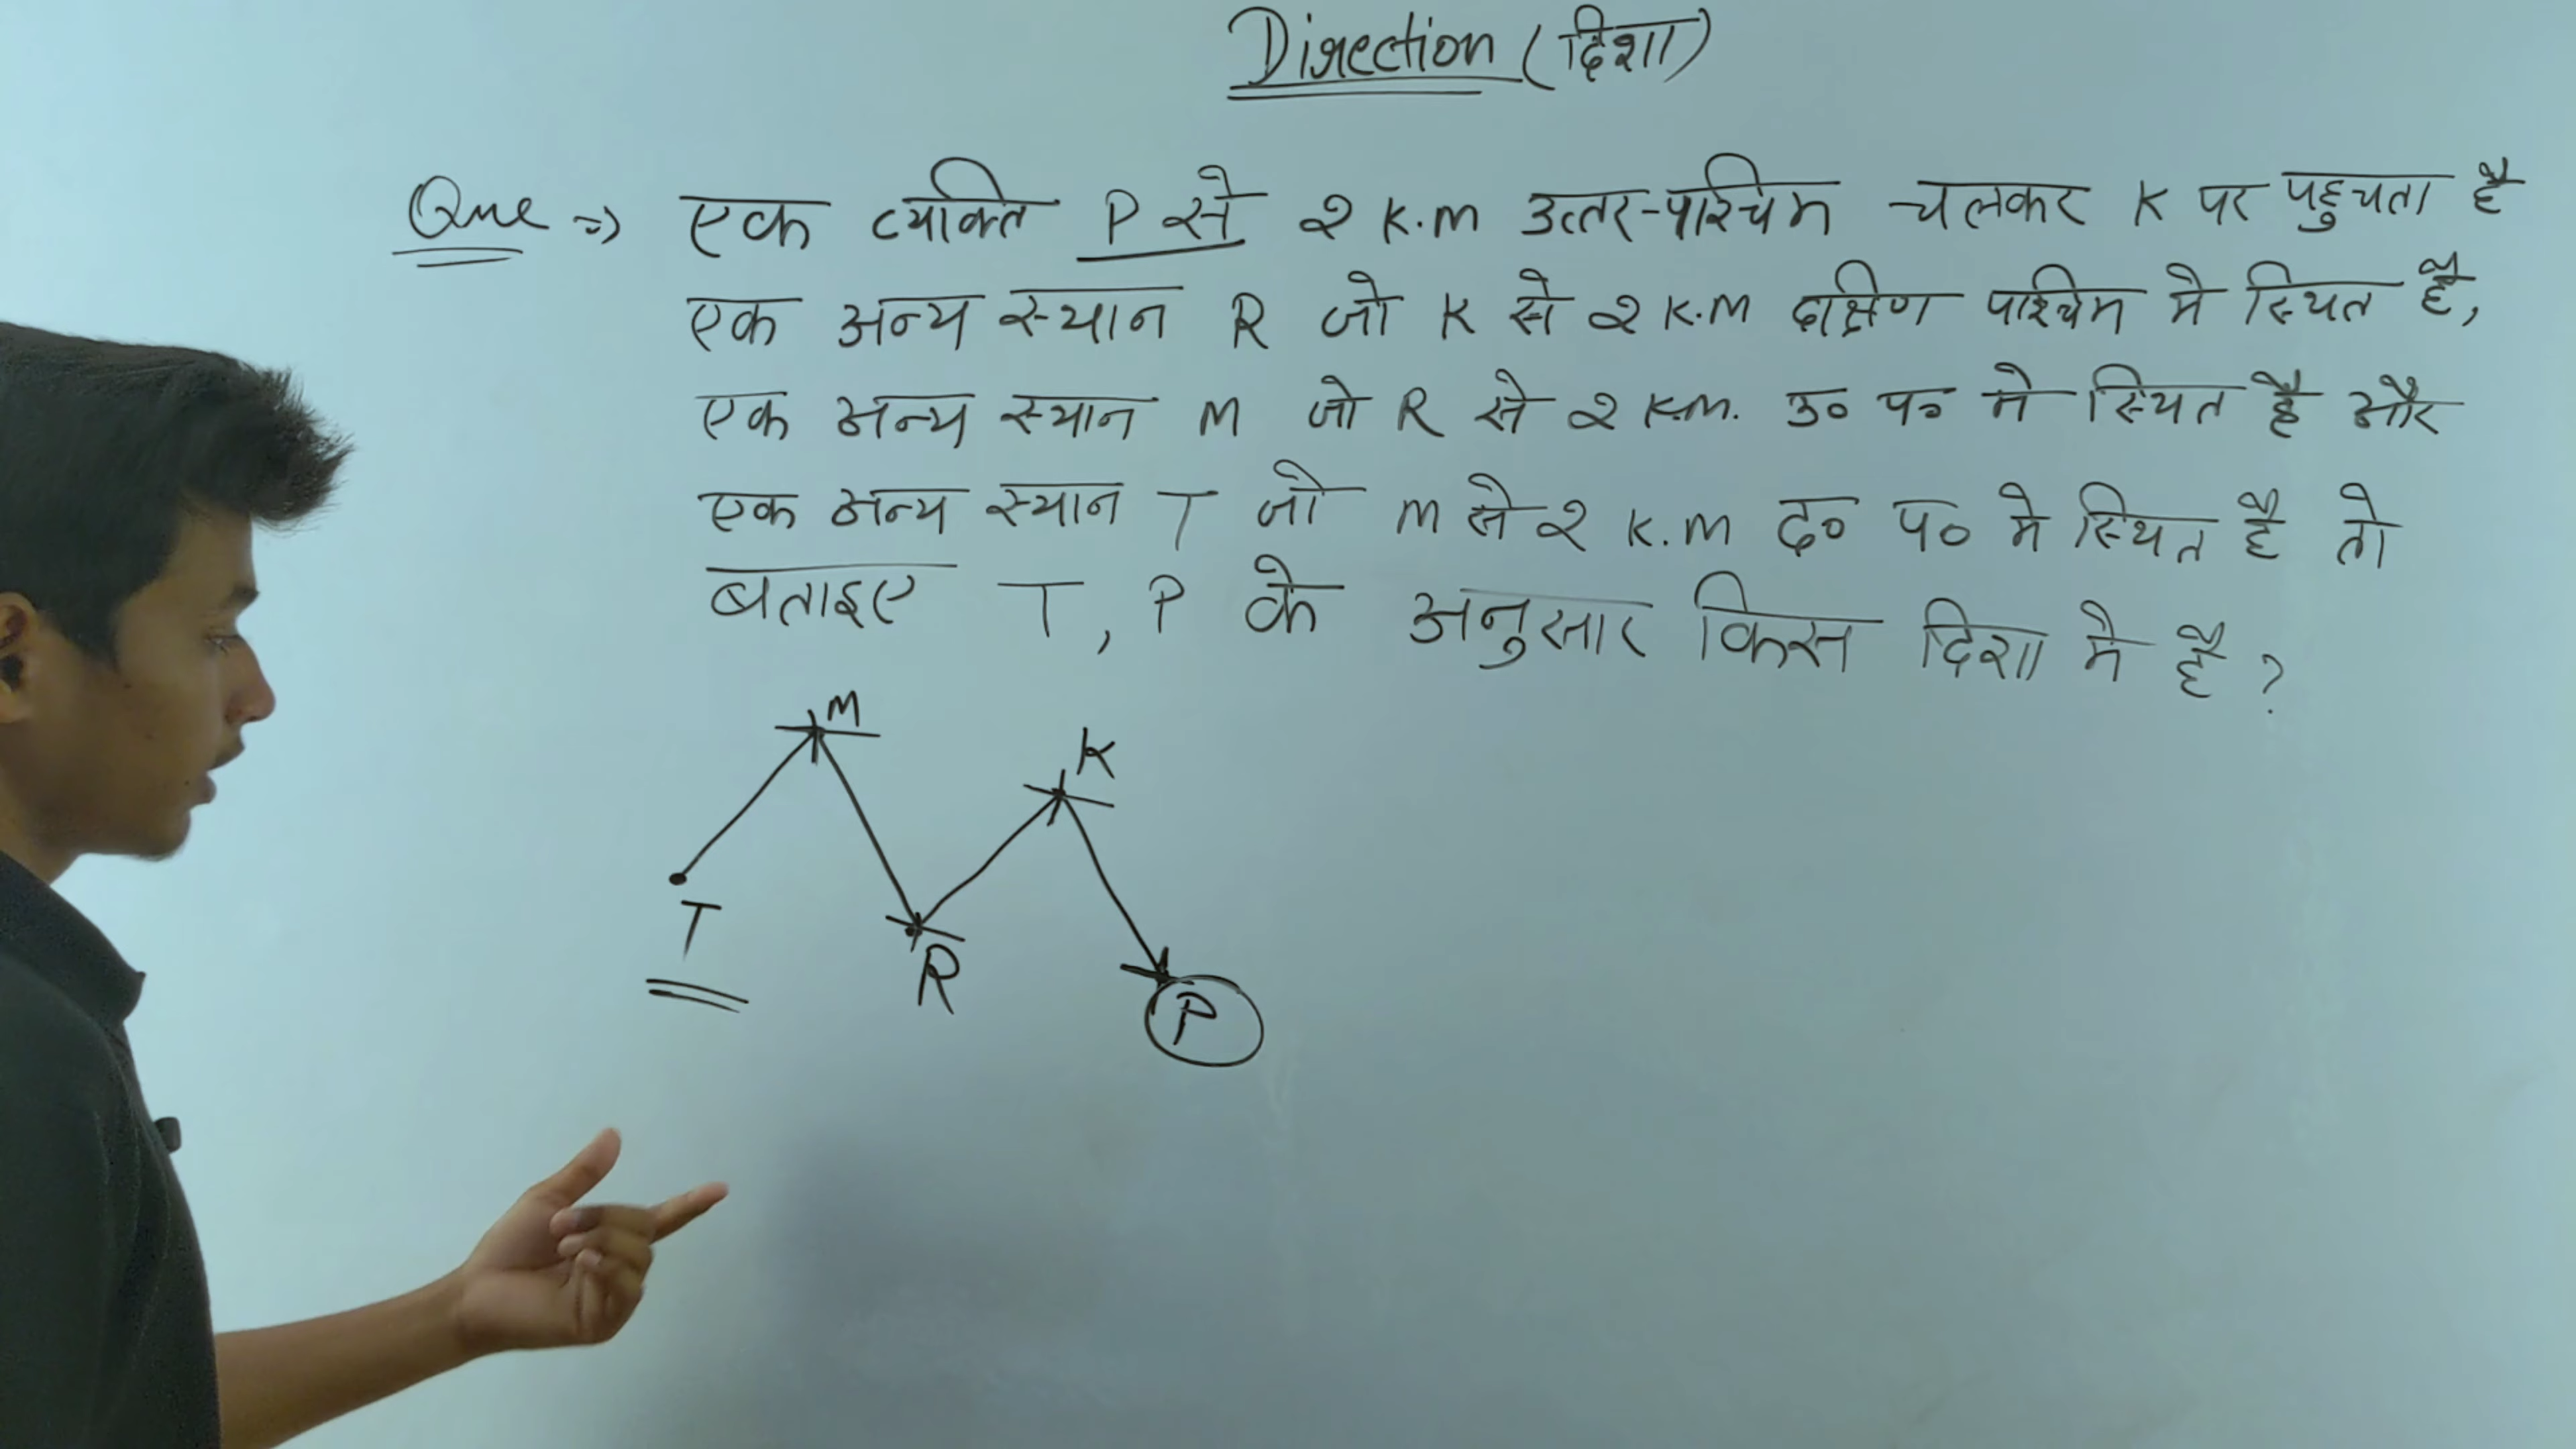 Direction (दिशा)
Que => एक व्यक्ति P से 2 K.m उत्तर-पश्चिम चलकर K पर पहुचता है
एक अन्य स्थान R जो K से 2 K.M दक्षिण पश्चिम मे स्थित है,
एक अन्य स्थान M जो R से 2 K.M. उ० प० मे स्थित है और
एक अन्य स्थान T जो M से 2 K.M द० प० मे स्थित है तो
बताइए T, P के अनुसार किस दिशा मे है ?
M
K
T
R
P